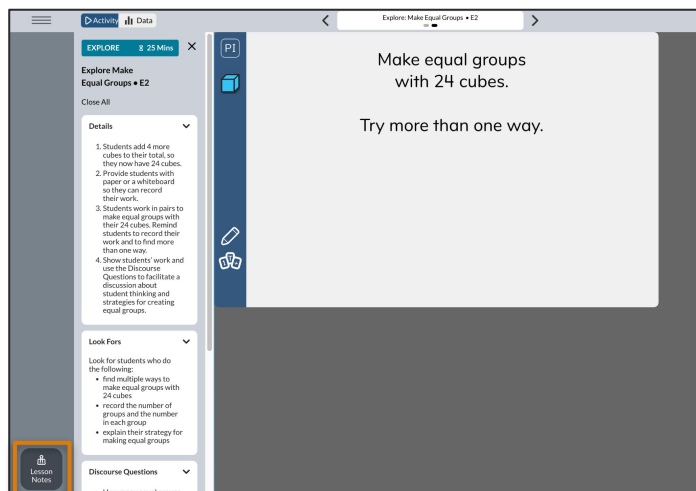 Activity
Data
Explore: Make Equal Groups • E2
EXPLORE 25 Mins
Explore Make
Equal Groups • E2
Close All
Details
1. Students add 4 more
cubes to their total, so
they now have 24 cubes.
2. Provide students with
paper or a whiteboard
so they can record
their work.
3. Students work in pairs to
make equal groups with
their 24 cubes. Remind
students to record their
work and to find more
than one way.
4. Show students' work and
use the Discourse
Questions to facilitate a
discussion about
student thinking and
strategies for creating
equal groups.
Look Fors
Look for students who do
the following:
• find multiple ways to
make equal groups with
24 cubes
• record the number of
groups and the number
in each group
• explain their strategy for
making equal groups
Discourse Questions
Lesson
Notes
PI
Make equal groups
with 24 cubes.
Try more than one way.